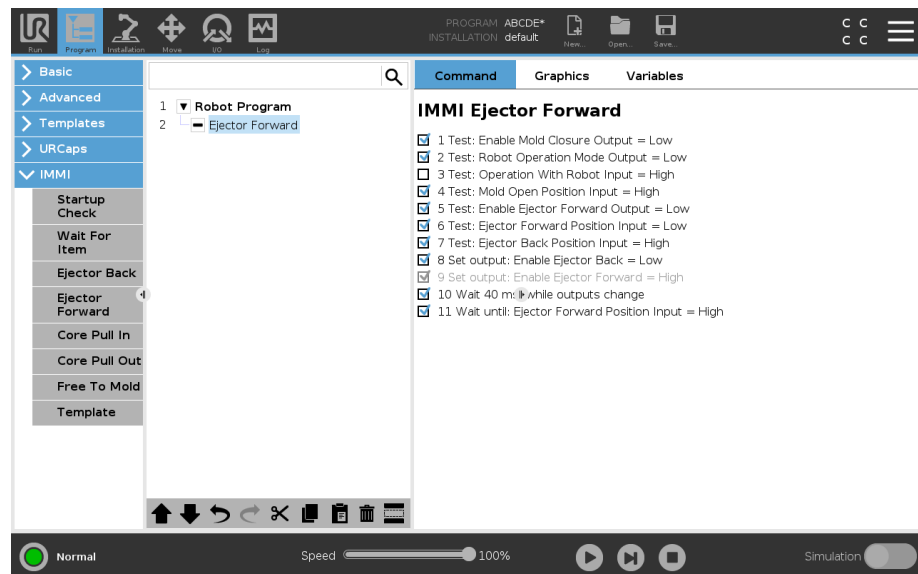 UR
PROGRAM ABCDE*
INSTALLATION default
C C
C C
Run Program Installation Move I/O Log New... Open... Save...
Basic
Advanced
Templates
URCaps
IMMI
Startup
Check
Wait For
Item
Ejector Back
Ejector
Forward
Core Pull In
Core Pull Out
Free To Mold
Template
1 Robot Program
2 Ejector Forward
Command Graphics Variables
IMMI Ejector Forward
1 Test: Enable Mold Closure Output = Low
2 Test: Robot Operation Mode Output = Low
3 Test: Operation With Robot Input = High
4 Test: Mold Open Position Input = High
5 Test: Enable Ejector Forward Output = Low
6 Test: Ejector Forward Position Input = Low
7 Test: Ejector Back Position Input = High
8 Set output: Enable Ejector Back = Low
9 Set output: Enable Ejector Forward = High
10 Wait 40 ms while outputs change
11 Wait until: Ejector Forward Position Input = High
Normal
Speed 100%
Simulation